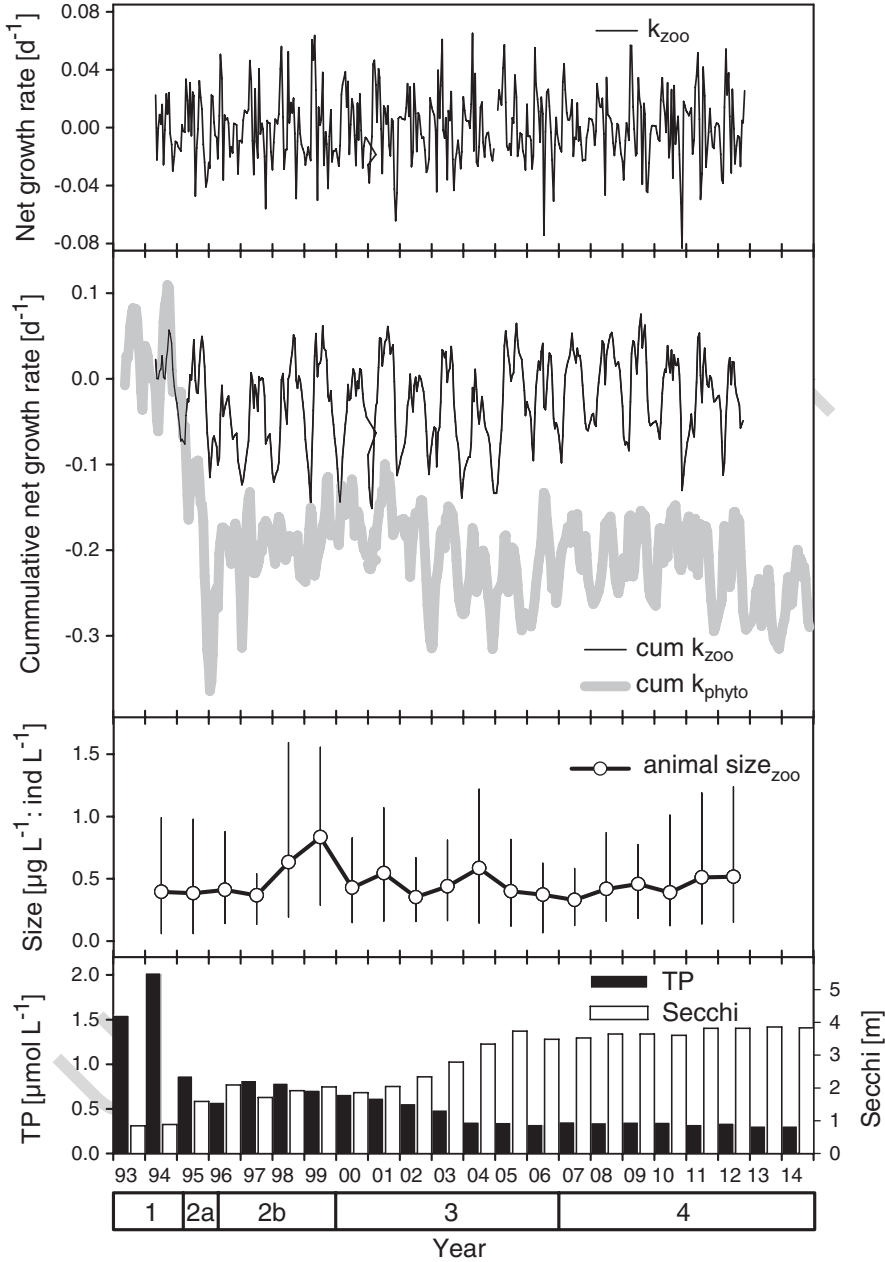 Net growth rate [d⁻¹]
0.08
0.04
0.00
-0.04
-0.08
k_zoo
Cummulative net growth rate [d⁻¹]
0.1
0.0
-0.1
-0.2
-0.3
cum k_zoo
cum k_phyto
Size [µg L⁻¹: ind L⁻¹]
1.5
1.0
0.5
0.0
animal size_zoo
TP [µmol L⁻¹]
2.0
1.5
1.0
0.5
0.0
TP
Secchi
5
4
3
2
1
0
Secchi [m]
93 94 95 96 97 98 99 00 01 02 03 04 05 06 07 08 09 10 11 12 13 14
1 2a 2b 3 4
Year